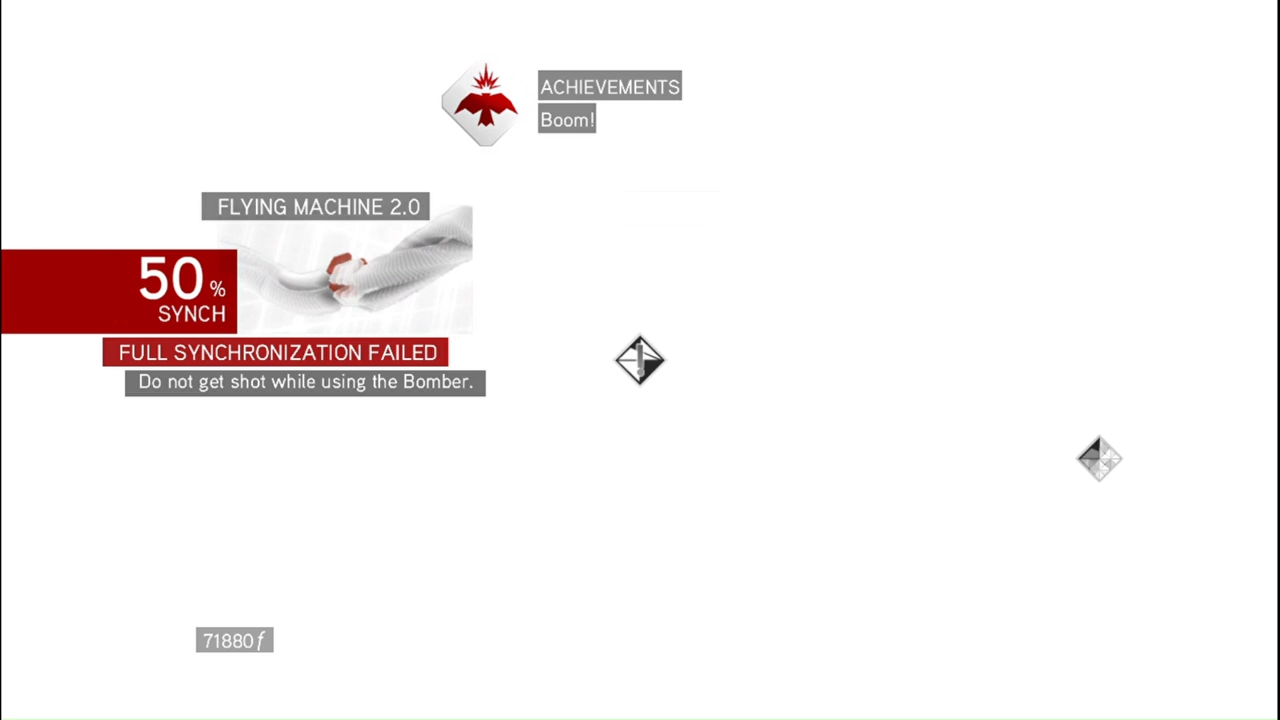 ACHIEVEMENTS
Boom!
FLYING MACHINE 2.0
50 %
SYNCH
FULL SYNCHRONIZATION FAILED
Do not get shot while using the Bomber.
71880 ƒ